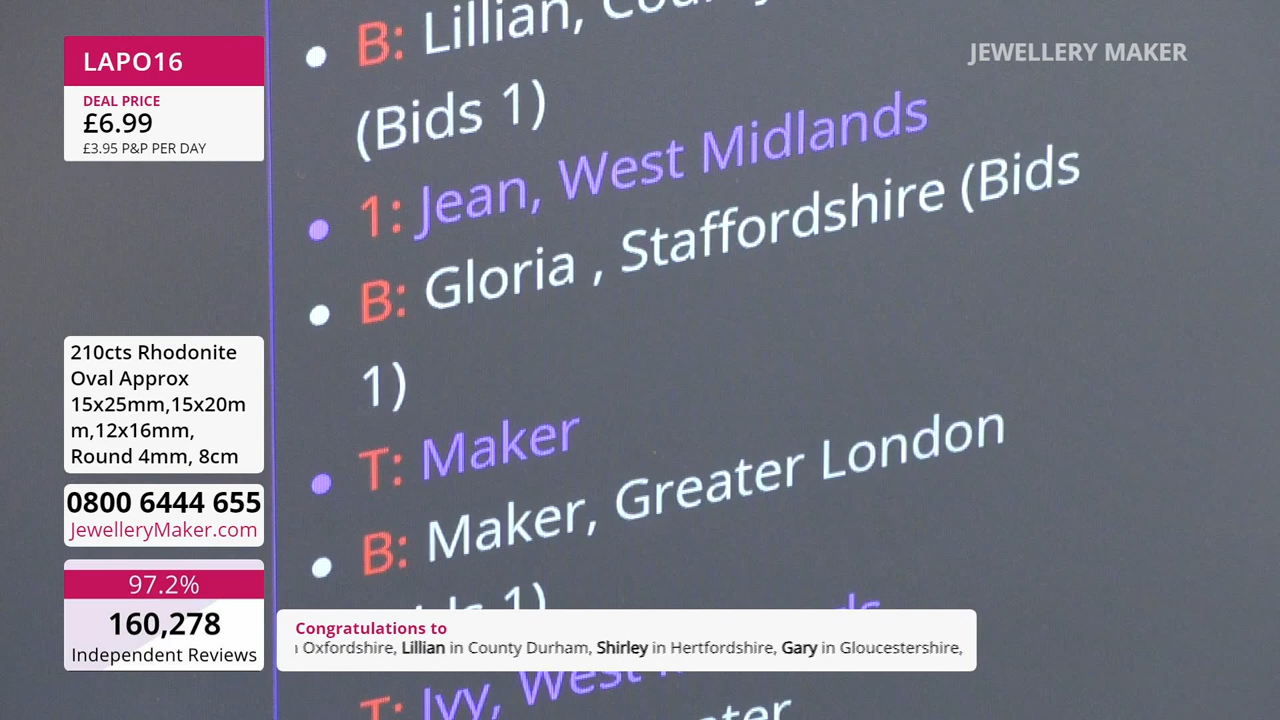 LAPO16
DEAL PRICE
£6.99
£3.95 P&P PER DAY
JEWELLERY MAKER
B: Lillian,
(Bids 1)
1: Jean, West Midlands
B: Gloria , Staffordshire (Bids
1)
T: Maker
B: Maker, Greater London
1)
T: Ivy, West
210cts Rhodonite
Oval Approx
15x25mm,15x20m
m,12x16mm,
Round 4mm, 8cm
0800 6444 655
JewelleryMaker.com
97.2%
160,278
Independent Reviews
Congratulations to
Oxfordshire, Lillian in County Durham, Shirley in Hertfordshire, Gary in Gloucestershire,